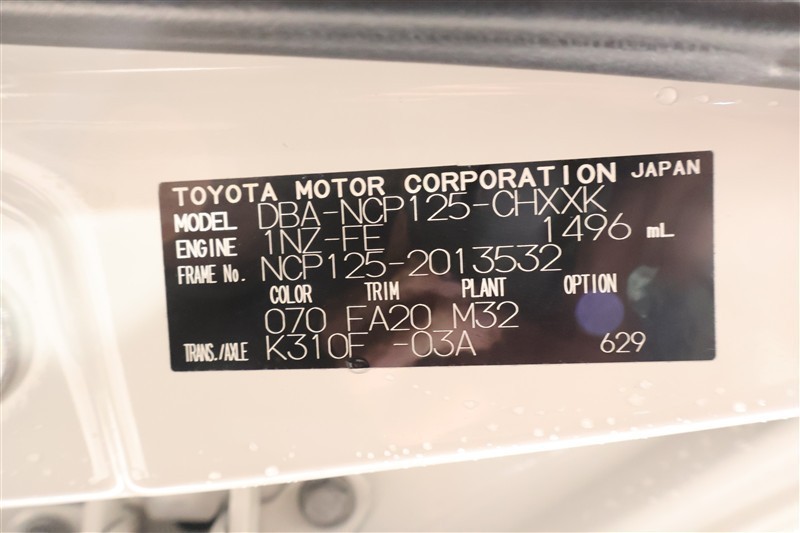 TOYOTA MOTOR CORPORATION JAPAN
MODEL DBA-NCP125-CHXXK
ENGINE 1NZ-FE 1496 mL
FRAME No. NCP125-2013532
COLOR TRIM PLANT OPTION
070 FA20 M32
TRANS./AXLE K310F -03A 629